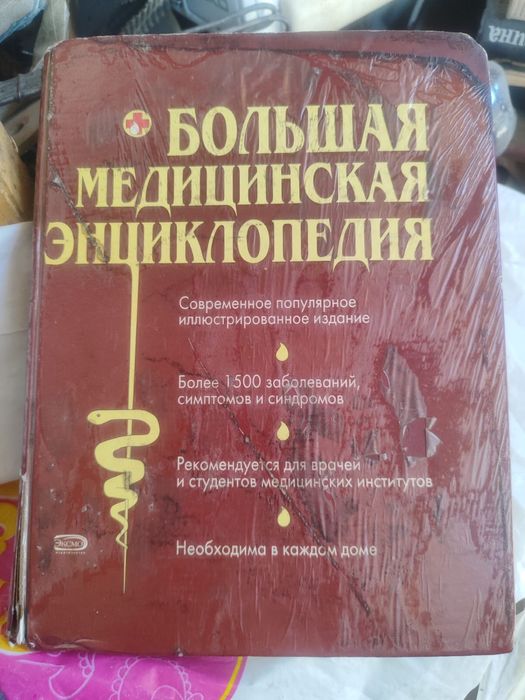 БОЛЬШАЯ
МЕДИЦИНСКАЯ
ЭНЦИКЛОПЕДИЯ
Современное популярное
иллюстрированное издание
Более 1500 заболеваний,
симптомов и синдромов
Рекомендуется для врачей
и студентов медицинских институтов
Необходима в каждом доме
ЭКСМО